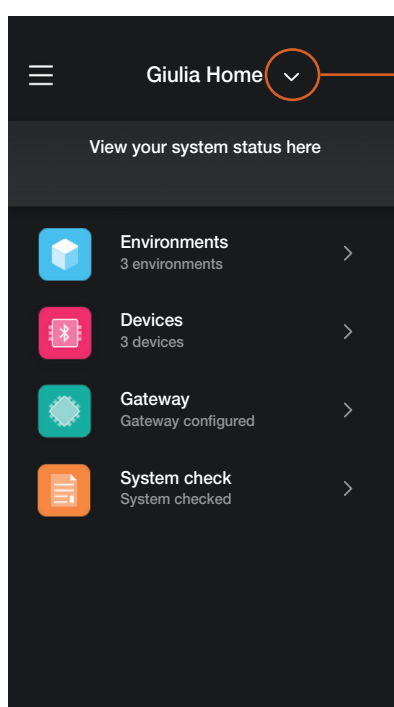 Giulia Home
View your system status here
Environments
3 environments
Devices
3 devices
Gateway
Gateway configured
System check
System checked